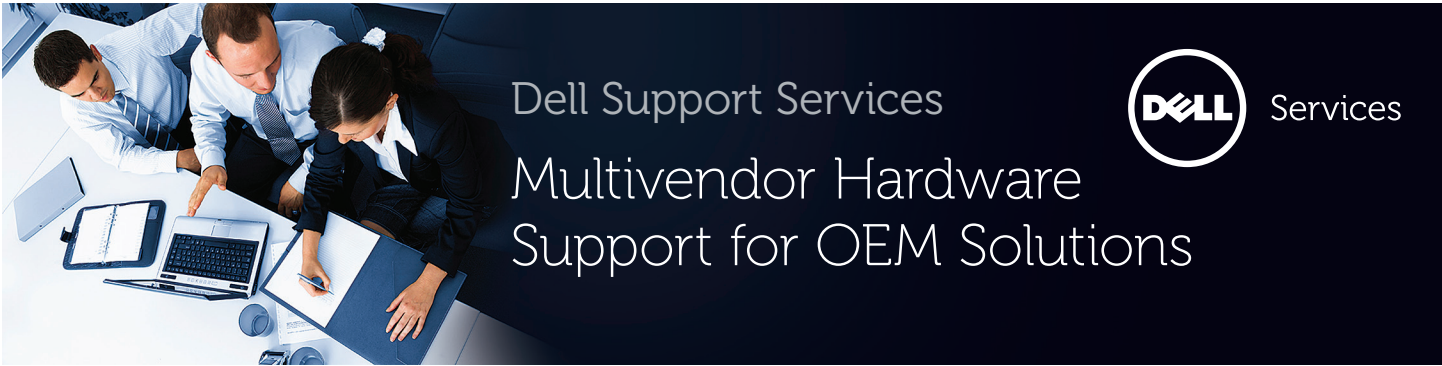 Dell Support Services
Multivendor Hardware
Support for OEM Solutions
DELL Services